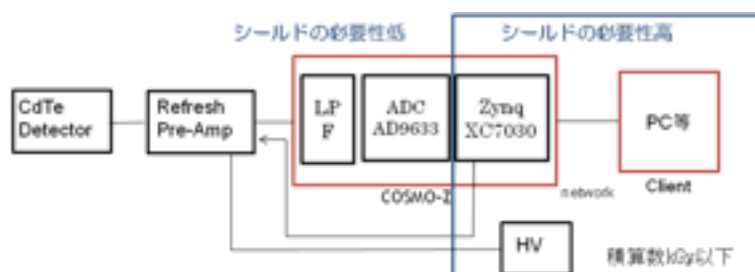 シールドの必要性低
シールドの必要性高
CdTe
Detector
Refresh
Pre-Amp
LP
F
ADC
AD9633
Zynq
XC7030
PC等
COSMO-Z
network
Client
HV
積算数kGy以下